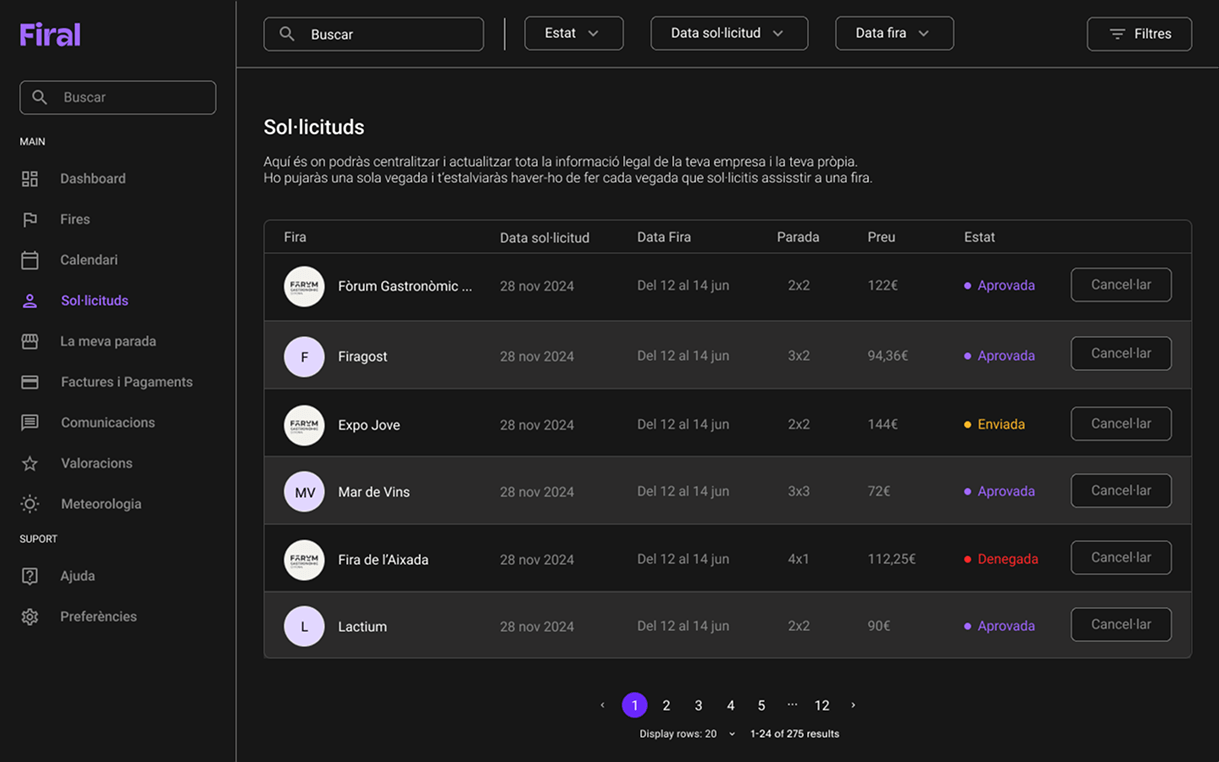 Firal
Buscar
MAIN
Dashboard
Fires
Calendari
Sol·licituds
La meva parada
Factures i Pagaments
Comunicacions
Valoracions
Meteorologia
SUPORT
Ajuda
Preferències
Buscar
Estat
Data sol·licitud
Data fira
Filtres
Sol·licituds
Aquí és on podràs centralitzar i actualitzar tota la informació legal de la teva empresa i la teva pròpia.
Ho pujaràs una sola vegada i t'estalviaràs haver-ho de fer cada vegada que sol·licitis assisstir a una fira.
Fira Data sol·licitud Data Fira Parada Preu Estat
Fòrum Gastronòmic ... 28 nov 2024 Del 12 al 14 jun 2x2 122€ Aprovada Cancel·lar
F Firagost 28 nov 2024 Del 12 al 14 jun 3x2 94,36€ Aprovada Cancel·lar
Expo Jove 28 nov 2024 Del 12 al 14 jun 2x2 144€ Enviada Cancel·lar
MV Mar de Vins 28 nov 2024 Del 12 al 14 jun 3x3 72€ Aprovada Cancel·lar
Fira de l'Aixada 28 nov 2024 Del 12 al 14 jun 4x1 112,25€ Denegada Cancel·lar
L Lactium 28 nov 2024 Del 12 al 14 jun 2x2 90€ Aprovada Cancel·lar
‹ 1 2 3 4 5 ... 12 ›
Display rows: 20 1-24 of 275 results